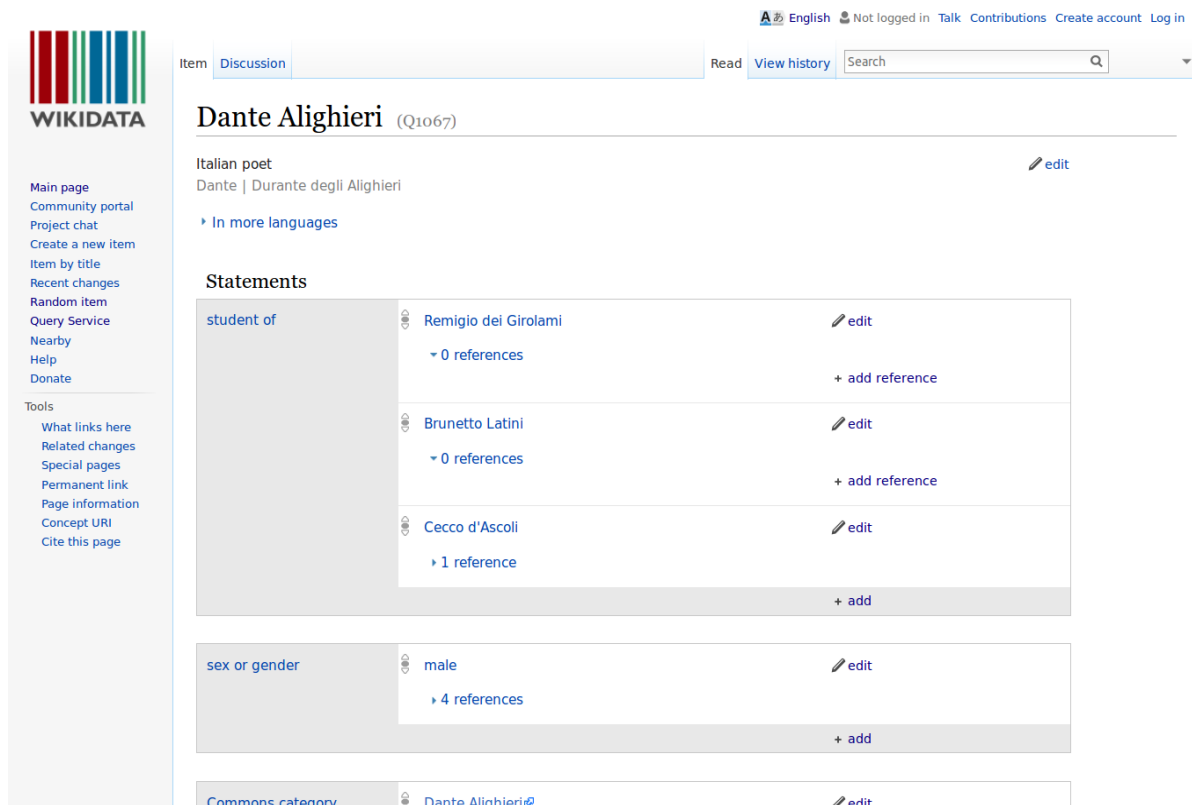 Aあ English Not logged in Talk Contributions Create account Log in
WIKIDATA
Item Discussion Read View history Search
Dante Alighieri (Q1067)
Italian poet edit
Dante | Durante degli Alighieri
In more languages
Main page
Community portal
Project chat
Create a new item
Item by title
Recent changes
Random item
Query Service
Nearby
Help
Donate
Tools
What links here
Related changes
Special pages
Permanent link
Page information
Concept URI
Cite this page
Statements
student of Remigio dei Girolami edit
0 references
+ add reference
Brunetto Latini edit
0 references
+ add reference
Cecco d'Ascoli edit
1 reference
+ add
sex or gender male edit
4 references
+ add
Commons category Dante Alighieri edit